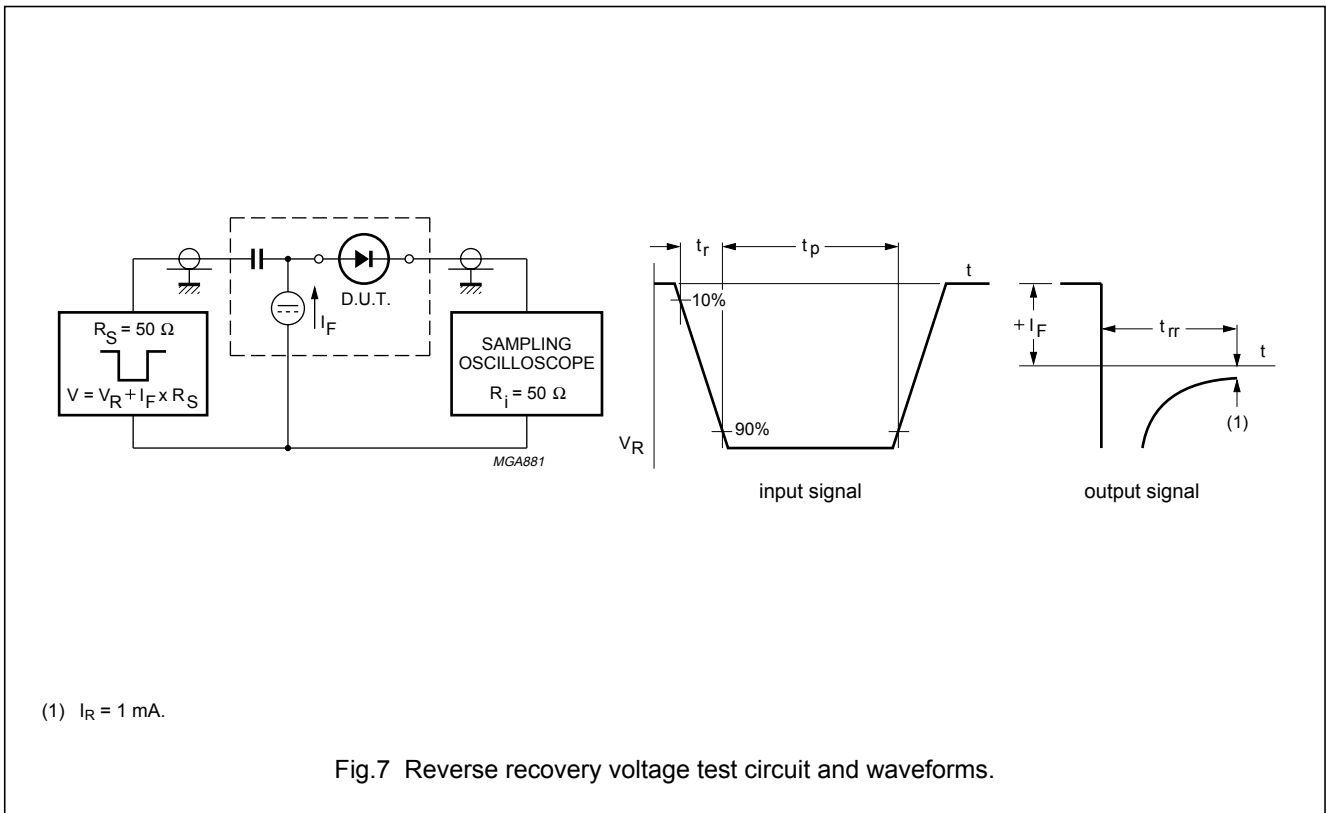 R_S = 50 Ω
V = V_R + I_F x R_S
I_F
D.U.T.
SAMPLING
OSCILLOSCOPE
R_i = 50 Ω
MGA881
t_r
t_p
t
10%
90%
V_R
input signal
+ I_F
t_rr
t
(1)
output signal
(1) I_R = 1 mA.
Fig.7 Reverse recovery voltage test circuit and waveforms.